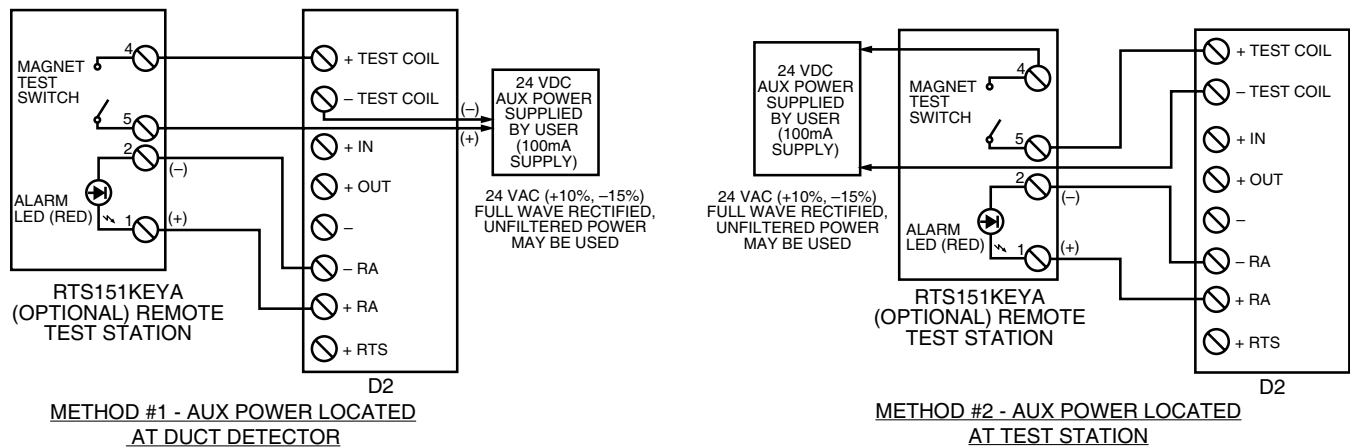 MAGNET
TEST
SWITCH
4
5
2
(–)
ALARM
LED (RED)
1
(+)
RTS151KEYA
(OPTIONAL) REMOTE
TEST STATION
+ TEST COIL
– TEST COIL
+ IN
+ OUT
–
– RA
+ RA
+ RTS
D2
(–)
(+)
24 VDC
AUX POWER
SUPPLIED
BY USER
(100mA
SUPPLY)
24 VAC (+10%, –15%)
FULL WAVE RECTIFIED,
UNFILTERED POWER
MAY BE USED
METHOD #1 - AUX POWER LOCATED
AT DUCT DETECTOR
24 VDC
AUX POWER
SUPPLIED
BY USER
(100mA
SUPPLY)
24 VAC (+10%, –15%)
FULL WAVE RECTIFIED,
UNFILTERED POWER
MAY BE USED
MAGNET
TEST
SWITCH
4
5
2
(–)
ALARM
LED (RED)
1
(+)
RTS151KEYA
(OPTIONAL) REMOTE
TEST STATION
+ TEST COIL
– TEST COIL
+ IN
+ OUT
–
– RA
+ RA
+ RTS
D2
METHOD #2 - AUX POWER LOCATED
AT TEST STATION